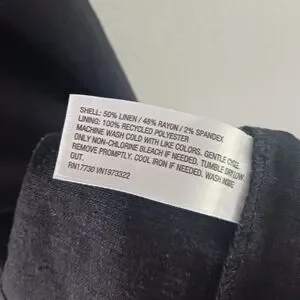 SHELL: 50% LINEN / 48% RAYON / 2% SPANDEX
LINING: 100% RECYCLED POLYESTER
MACHINE WASH COLD WITH LIKE COLORS. GENTLE CYCLE.
ONLY NON-CHLORINE BLEACH IF NEEDED. TUMBLE DRY LOW.
REMOVE PROMPTLY. COOL IRON IF NEEDED. WASH INSIDE
OUT.
RN17730 VN1973322